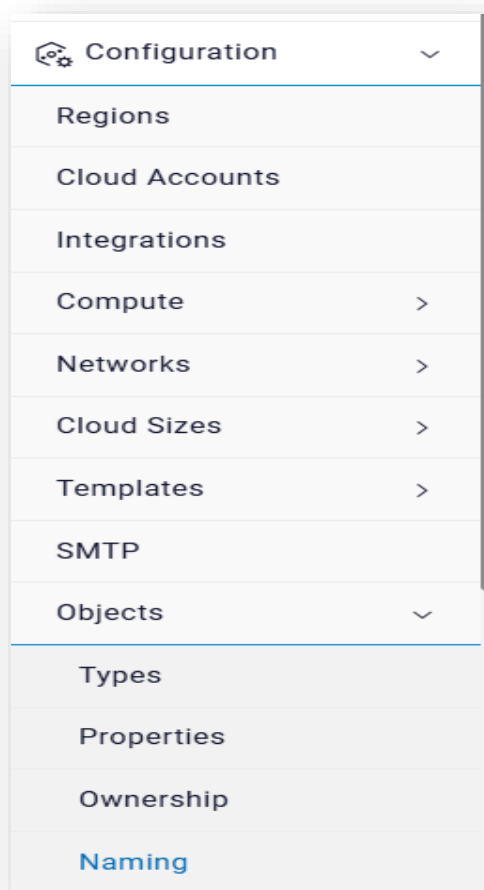 Configuration
Regions
Cloud Accounts
Integrations
Compute
Networks
Cloud Sizes
Templates
SMTP
Objects
Types
Properties
Ownership
Naming